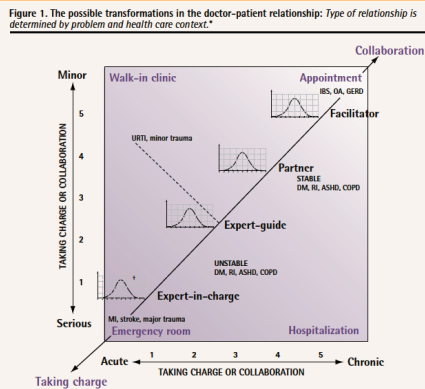 Figure 1. The possible transformations in the doctor-patient relationship: Type of relationship is
determined by problem and health care context.*
Collaboration
Minor
Walk-in clinic
Appointment
IBS, OA, GERD
Facilitator
5
URTI, minor trauma
4
Partner
STABLE
DM, RI, ASHD, COPD
3
Expert-guide
2
UNSTABLE
DM, RI, ASHD, COPD
1
†
Expert-in-charge
TAKING CHARGE OR COLLABORATION
Serious
MI, stroke, major trauma
Emergency room
Hospitalization
Acute
1 2 3 4 5
Chronic
TAKING CHARGE OR COLLABORATION
Taking charge